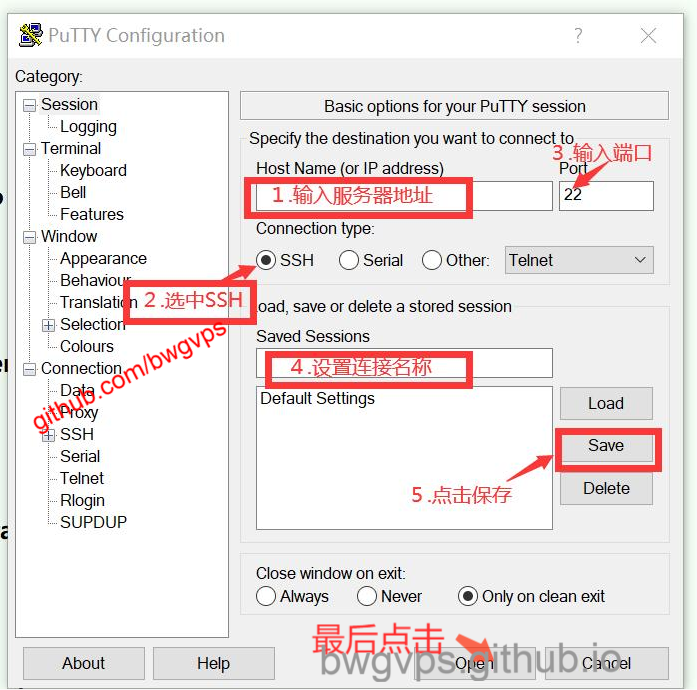 PuTTY Configuration
?
Category:
Session
Logging
Terminal
Keyboard
Bell
Features
Window
Appearance
Behaviour
Translation
Selection
Colours
Connection
Data
Proxy
SSH
Serial
Telnet
Rlogin
SUPDUP
Basic options for your PuTTY session
Specify the destination you want to connect to
Host Name (or IP address)
Port
3.输入端口
1.输入服务器地址
22
Connection type:
SSH
Serial
Other:
Telnet
2.选中SSH
Load, save or delete a stored session
Saved Sessions
4.设置连接名称
Default Settings
Load
Save
Delete
5.点击保存
github.com/bwgvps
Close window on exit:
Always
Never
Only on clean exit
最后点击
bwgvps.github.io
About
Help
Open
Cancel